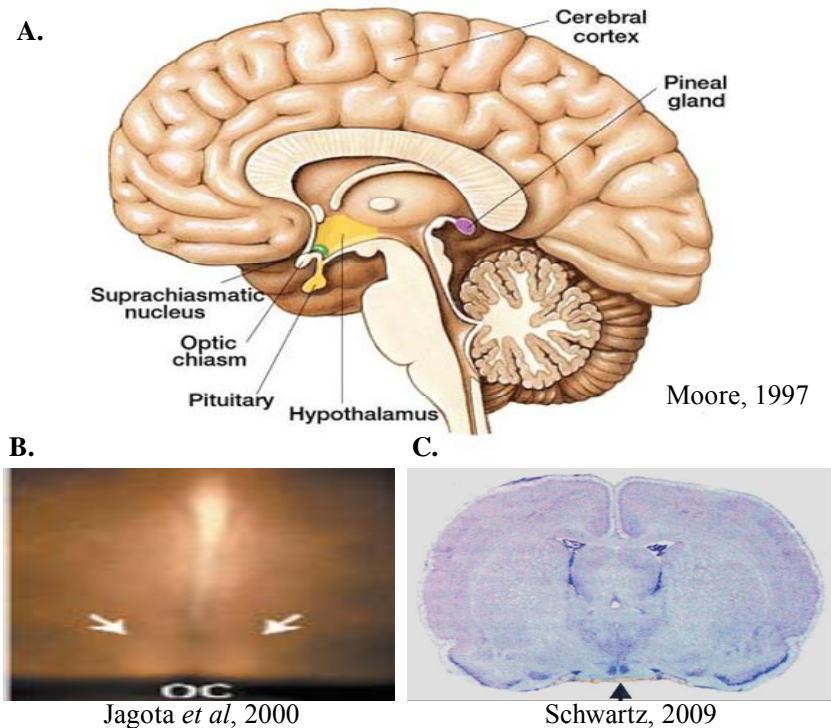 A.
Cerebral
cortex
Pineal
gland
Suprachiasmatic
nucleus
Optic
chiasm
Pituitary
Hypothalamus
Moore, 1997
B.
C.
OC
Jagota et al, 2000
Schwartz, 2009